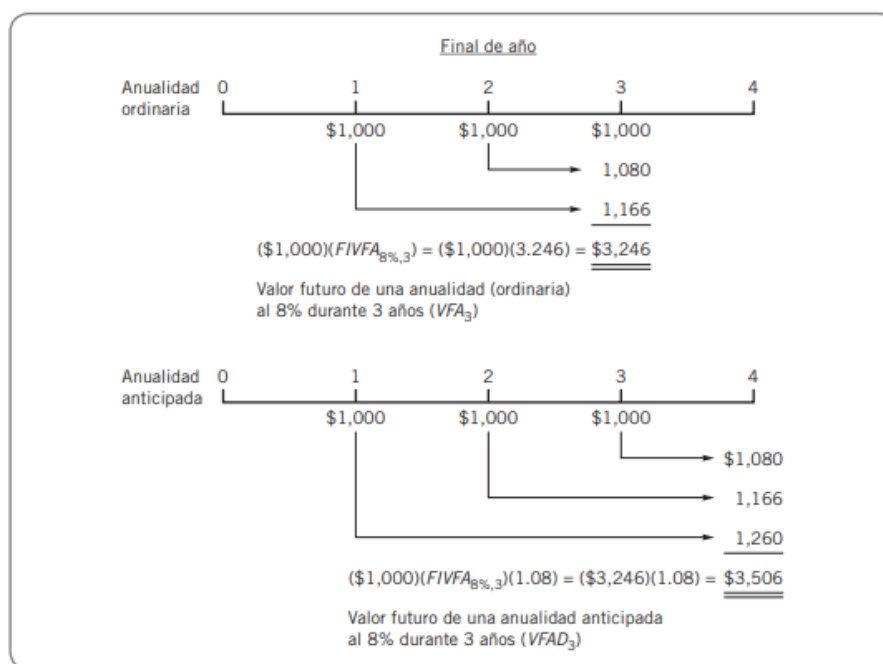 Final de año
Anualidad 0 1 2 3 4
ordinaria
$1,000 $1,000 $1,000
1,080
1,166
($1,000)(FIVFA8%,3) = ($1,000)(3.246) = $3,246
Valor futuro de una anualidad (ordinaria)
al 8% durante 3 años (VFA3)
Anualidad 0 1 2 3 4
anticipada
$1,000 $1,000 $1,000
$1,080
1,166
1,260
($1,000)(FIVFA8%,3)(1.08) = ($3,246)(1.08) = $3,506
Valor futuro de una anualidad anticipada
al 8% durante 3 años (VFAD3)